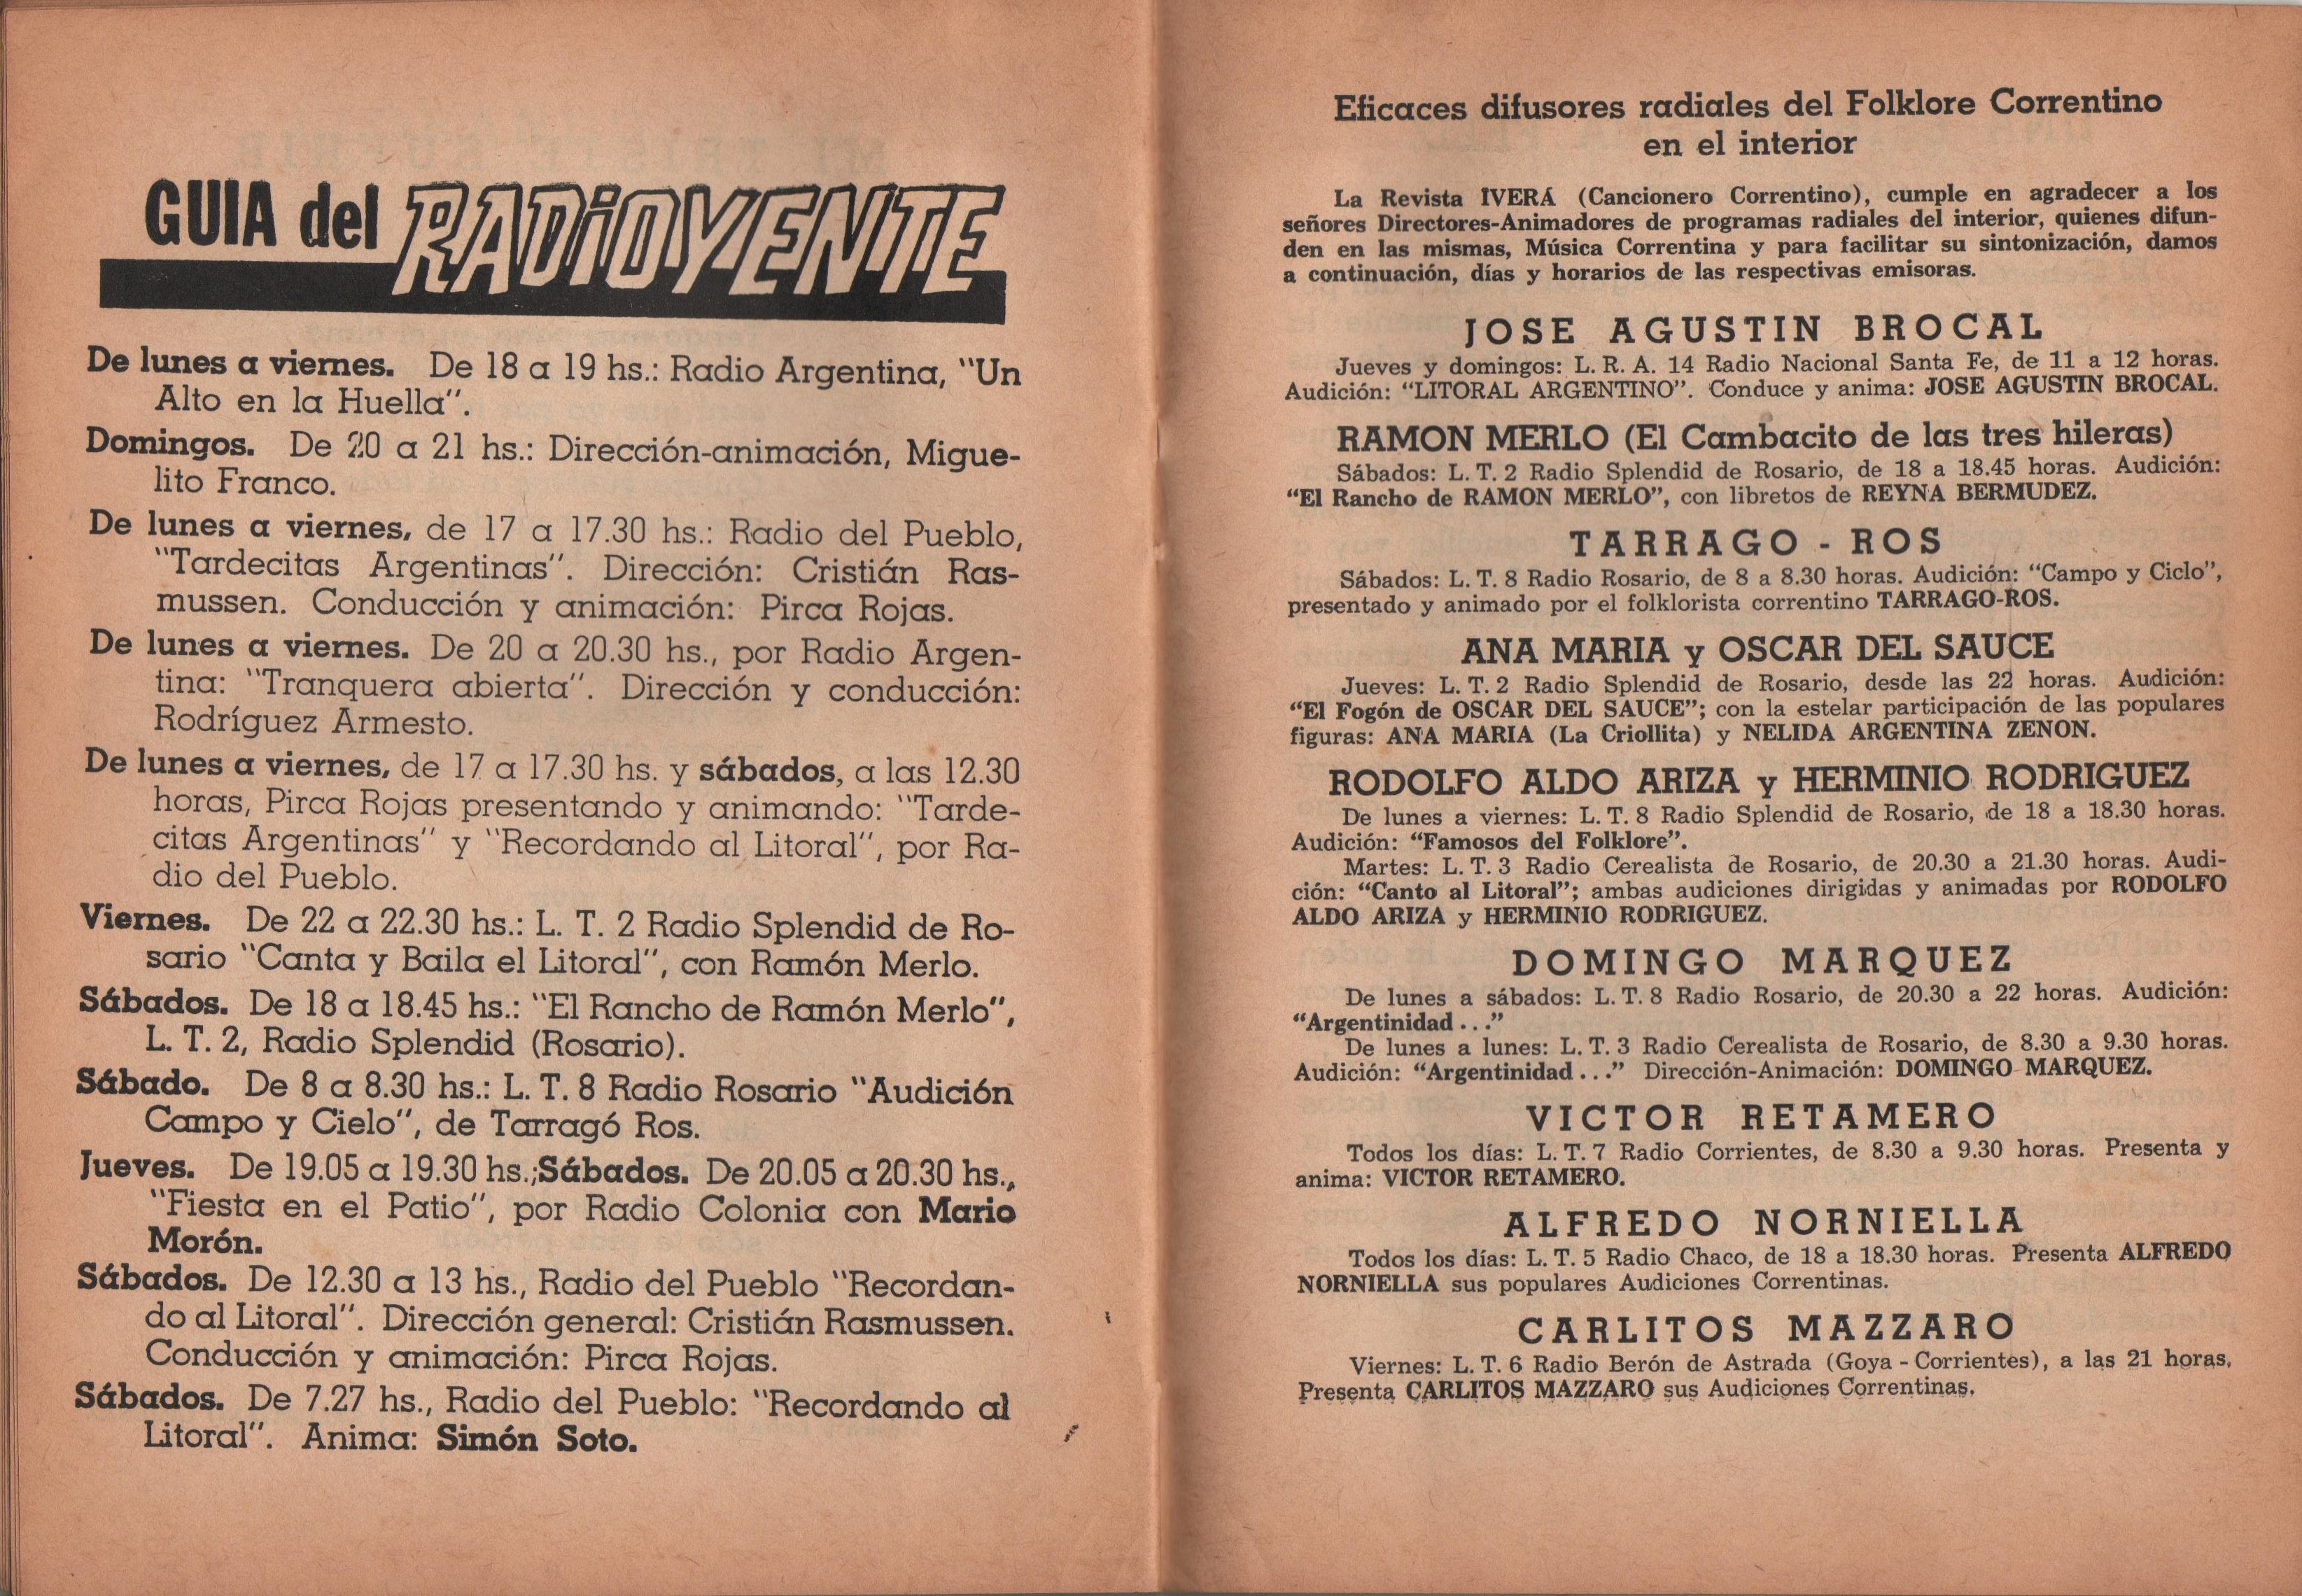 GUIA del RADiOYENTE
De lunes a viernes. De 18 a 19 hs.: Radio Argentina, "Un
Alto en la Huella".
Domingos. De 20 a 21 hs.: Dirección-animación, Migue-
lito Franco.
De lunes a viernes, de 17 a 17.30 hs.: Radio del Pueblo,
"Tardecitas Argentinas". Dirección: Cristián Ras-
mussen. Conducción y animación: Pirca Rojas.
De lunes a viernes. De 20 a 20.30 hs., por Radio Argen-
tina: "Tranquera abierta". Dirección y conducción:
Rodríguez Armesto.
De lunes a viernes, de 17 a 17.30 hs. y sábados, a las 12.30
horas, Pirca Rojas presentando y animando: "Tarde-
citas Argentinas" y "Recordando al Litoral", por Ra-
dio del Pueblo.
Viernes. De 22 a 22.30 hs.: L. T. 2 Radio Splendid de Ro-
sario "Canta y Baila el Litoral", con Ramón Merlo.
Sábados. De 18 a 18.45 hs.: "El Rancho de Ramón Merlo",
L. T. 2, Radio Splendid (Rosario).
Sábado. De 8 a 8.30 hs.: L. T. 8 Radio Rosario "Audición
Campo y Cielo", de Tarragó Ros.
Jueves. De 19.05 a 19.30 hs.;Sábados. De 20.05 a 20.30 hs.,
"Fiesta en el Patio", por Radio Colonia con Mario
Morón.
Sábados. De 12.30 a 13 hs., Radio del Pueblo "Recordan-
do al Litoral". Dirección general: Cristián Rasmussen.
Conducción y animación: Pirca Rojas.
Sábados. De 7.27 hs., Radio del Pueblo: "Recordando al
Litoral". Anima: Simón Soto.
Eficaces difusores radiales del Folklore Correntino
en el interior
La Revista IVERÁ (Cancionero Correntino), cumple en agradecer a los
señores Directores-Animadores de programas radiales del interior, quienes difun-
den en las mismas, Música Correntina y para facilitar su sintonización, damos
a continuación, días y horarios de las respectivas emisoras.
JOSE AGUSTIN BROCAL
Jueves y domingos: L. R. A. 14 Radio Nacional Santa Fe, de 11 a 12 horas.
Audición: "LITORAL ARGENTINO". Conduce y anima: JOSE AGUSTIN BROCAL.
RAMON MERLO (El Cambacito de las tres hileras)
Sábados: L. T. 2 Radio Splendid de Rosario, de 18 a 18.45 horas. Audición:
"El Rancho de RAMON MERLO", con libretos de REYNA BERMUDEZ.
TARRAGO - ROS
Sábados: L. T. 8 Radio Rosario, de 8 a 8.30 horas. Audición: "Campo y Ciclo",
presentado y animado por el folklorista correntino TARRAGO-ROS.
ANA MARIA y OSCAR DEL SAUCE
Jueves: L. T. 2 Radio Splendid de Rosario, desde las 22 horas. Audición:
"El Fogón de OSCAR DEL SAUCE"; con la estelar participación de las populares
figuras: ANA MARIA (La Criollita) y NELIDA ARGENTINA ZENON.
RODOLFO ALDO ARIZA y HERMINIO RODRIGUEZ
De lunes a viernes: L. T. 8 Radio Splendid de Rosario, de 18 a 18.30 horas.
Audición: "Famosos del Folklore".
Martes: L. T. 3 Radio Cerealista de Rosario, de 20.30 a 21.30 horas. Audi-
ción: "Canto al Litoral"; ambas audiciones dirigidas y animadas por RODOLFO
ALDO ARIZA y HERMINIO RODRIGUEZ.
DOMINGO MARQUEZ
De lunes a sábados: L. T. 8 Radio Rosario, de 20.30 a 22 horas. Audición:
"Argentinidad . . ."
De lunes a lunes: L. T. 3 Radio Cerealista de Rosario, de 8.30 a 9.30 horas.
Audición: "Argentinidad . . ." Dirección-Animación: DOMINGO MARQUEZ.
VICTOR RETAMERO
Todos los días: L. T. 7 Radio Corrientes, de 8.30 a 9.30 horas. Presenta y
anima: VICTOR RETAMERO.
ALFREDO NORNIELLA
Todos los días: L. T. 5 Radio Chaco, de 18 a 18.30 horas. Presenta ALFREDO
NORNIELLA sus populares Audiciones Correntinas.
CARLITOS MAZZARO
Viernes: L. T. 6 Radio Berón de Astrada (Goya - Corrientes), a las 21 horas.
Presenta CARLITOS MAZZARO sus Audiciones Correntinas.